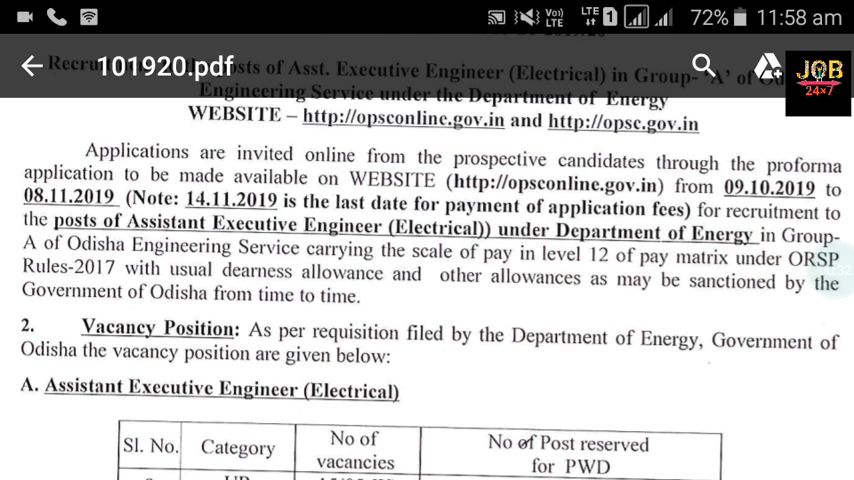 Vo))
LTE
LTE
1
72%
11:58 am
101920.pdf
JOB
24×7
Recru posts of Asst. Executive Engineer (Electrical) in Group- 'A' of
Engineering Service under the Department of Energy
WEBSITE – http://opsconline.gov.in and http://opsc.gov.in
Applications are invited online from the prospective candidates through the proforma
application to be made available on WEBSITE (http://opsconline.gov.in) from 09.10.2019 to
08.11.2019 (Note: 14.11.2019 is the last date for payment of application fees) for recruitment to
the posts of Assistant Executive Engineer (Electrical)) under Department of Energy in Group-
A of Odisha Engineering Service carrying the scale of pay in level 12 of pay matrix under ORSP
Rules-2017 with usual dearness allowance and other allowances as may be sanctioned by the
Government of Odisha from time to time.
2. Vacancy Position: As per requisition filed by the Department of Energy, Government of
Odisha the vacancy position are given below:
A. Assistant Executive Engineer (Electrical)
Sl. No. Category No of vacancies No of Post reserved for PWD